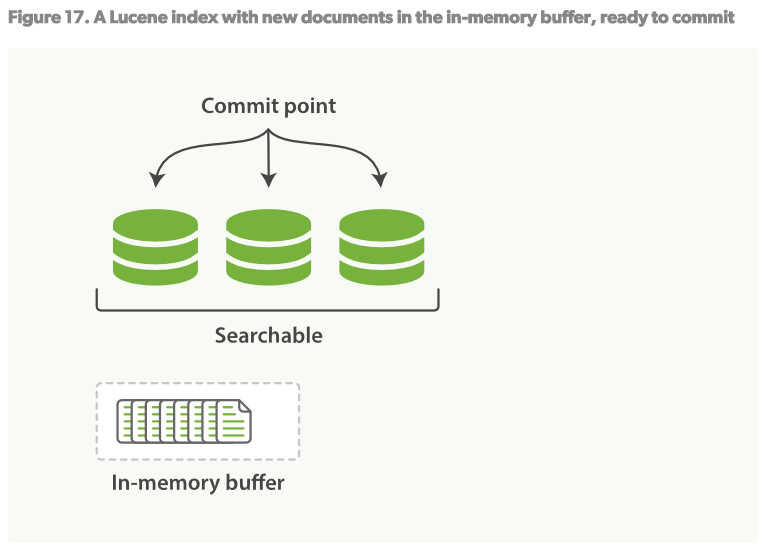 Figure 17. A Lucene index with new documents in the in-memory buffer, ready to commit
Commit point
Searchable
In-memory buffer